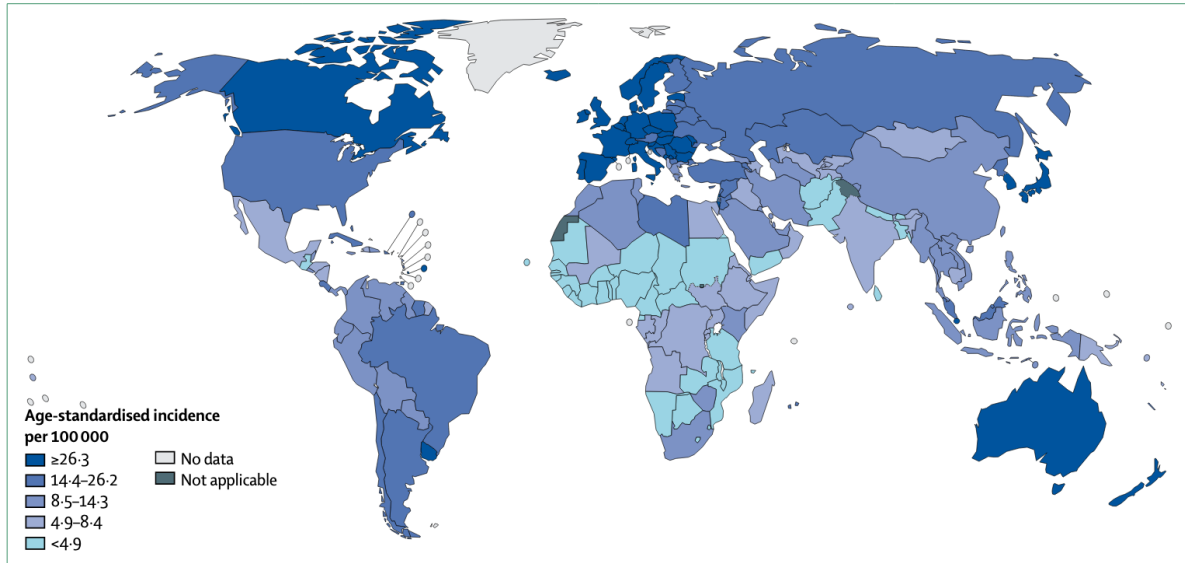 Age-standardised incidence
per 100 000
≥26·3
14·4–26·2
8·5–14·3
4·9–8·4
<4·9
No data
Not applicable